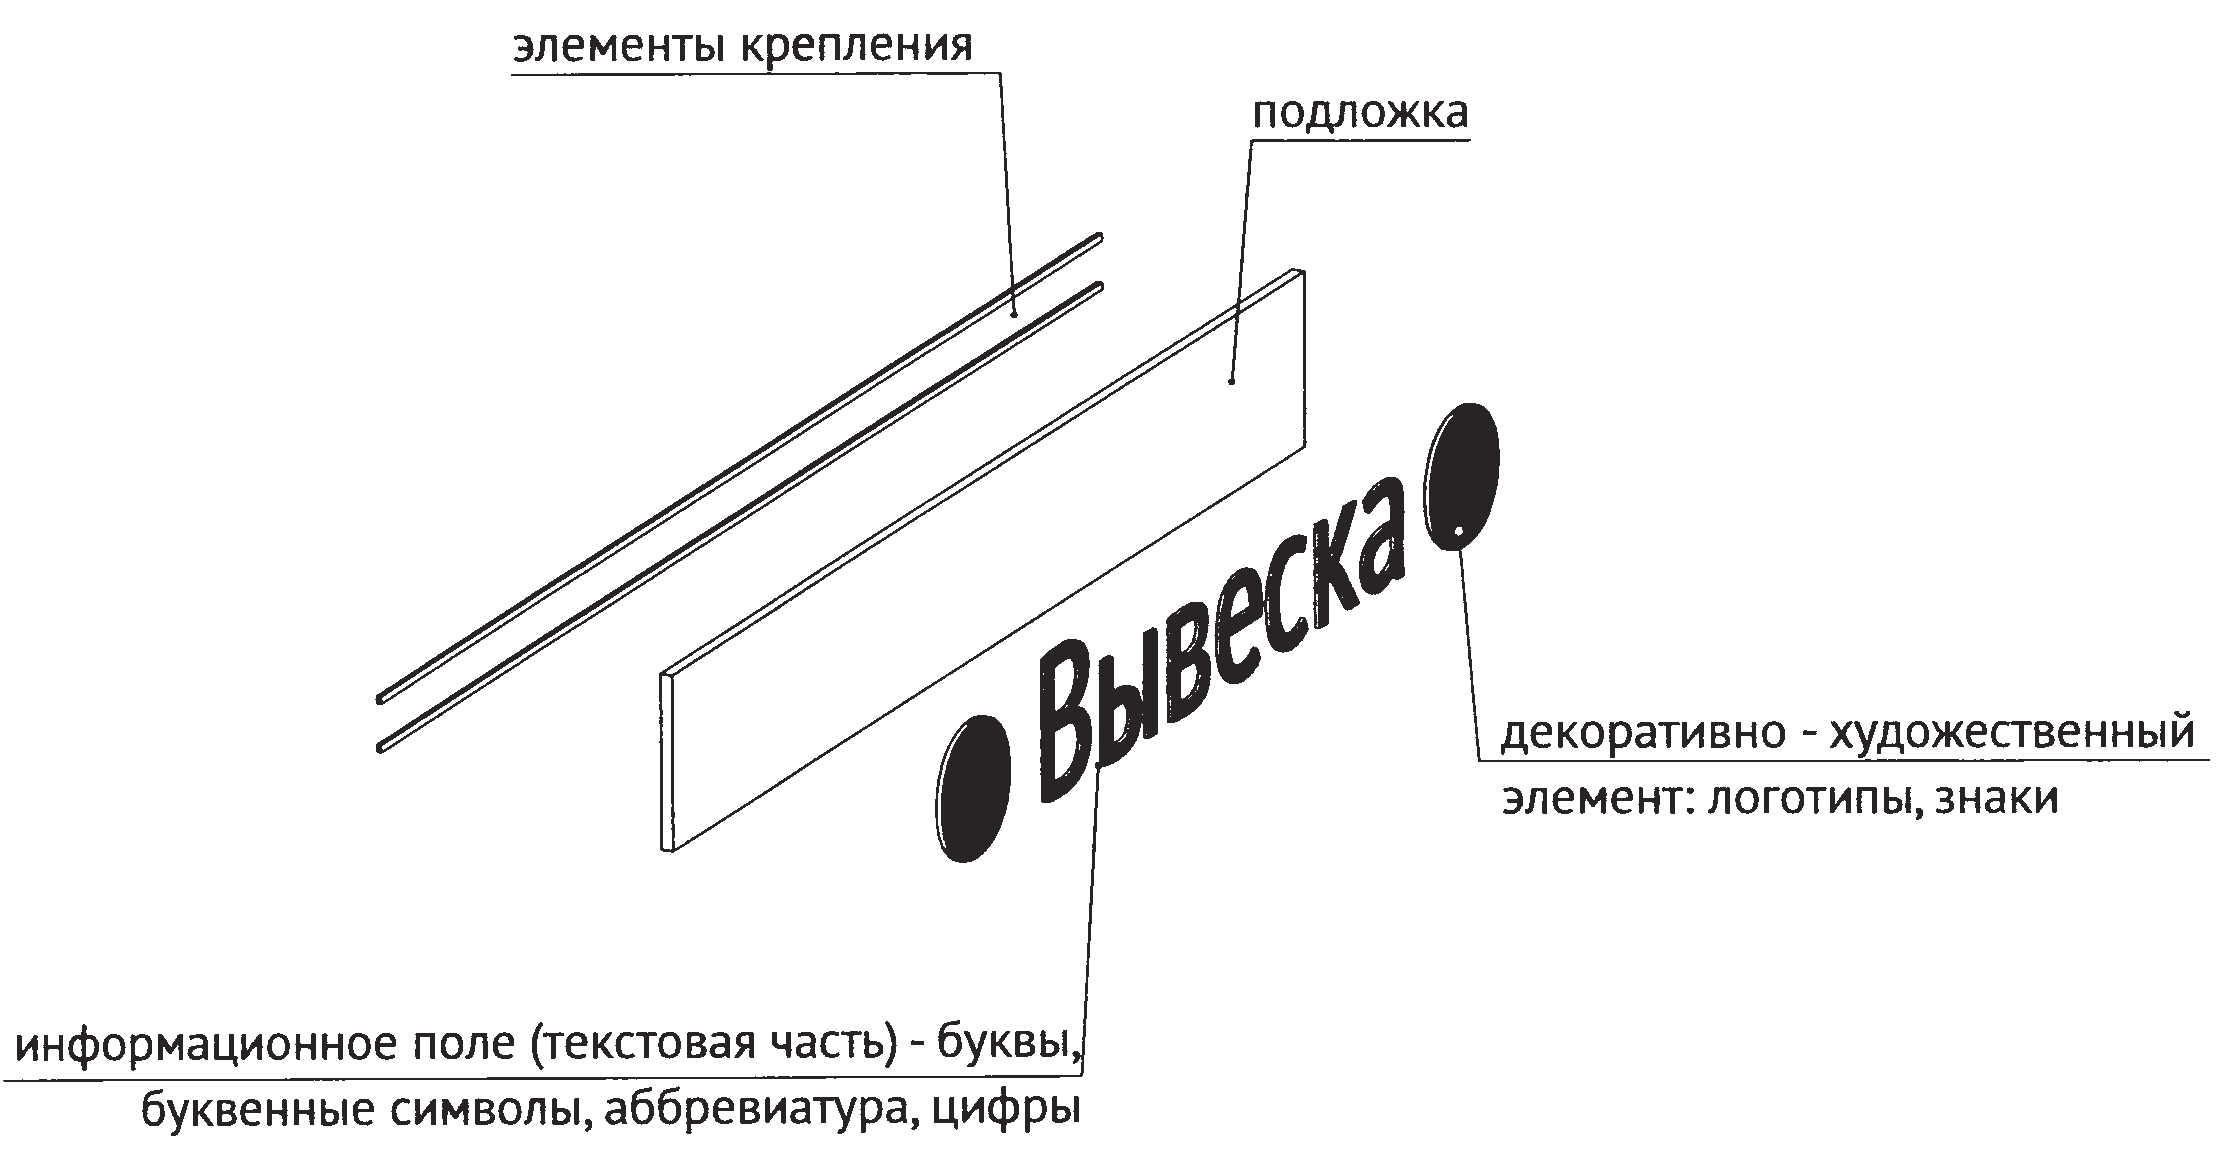 элементы крепления
подложка
Вывеска
декоративно - художественный
элемент: логотипы, знаки
информационное поле (текстовая часть) - буквы,
буквенные символы, аббревиатура, цифры